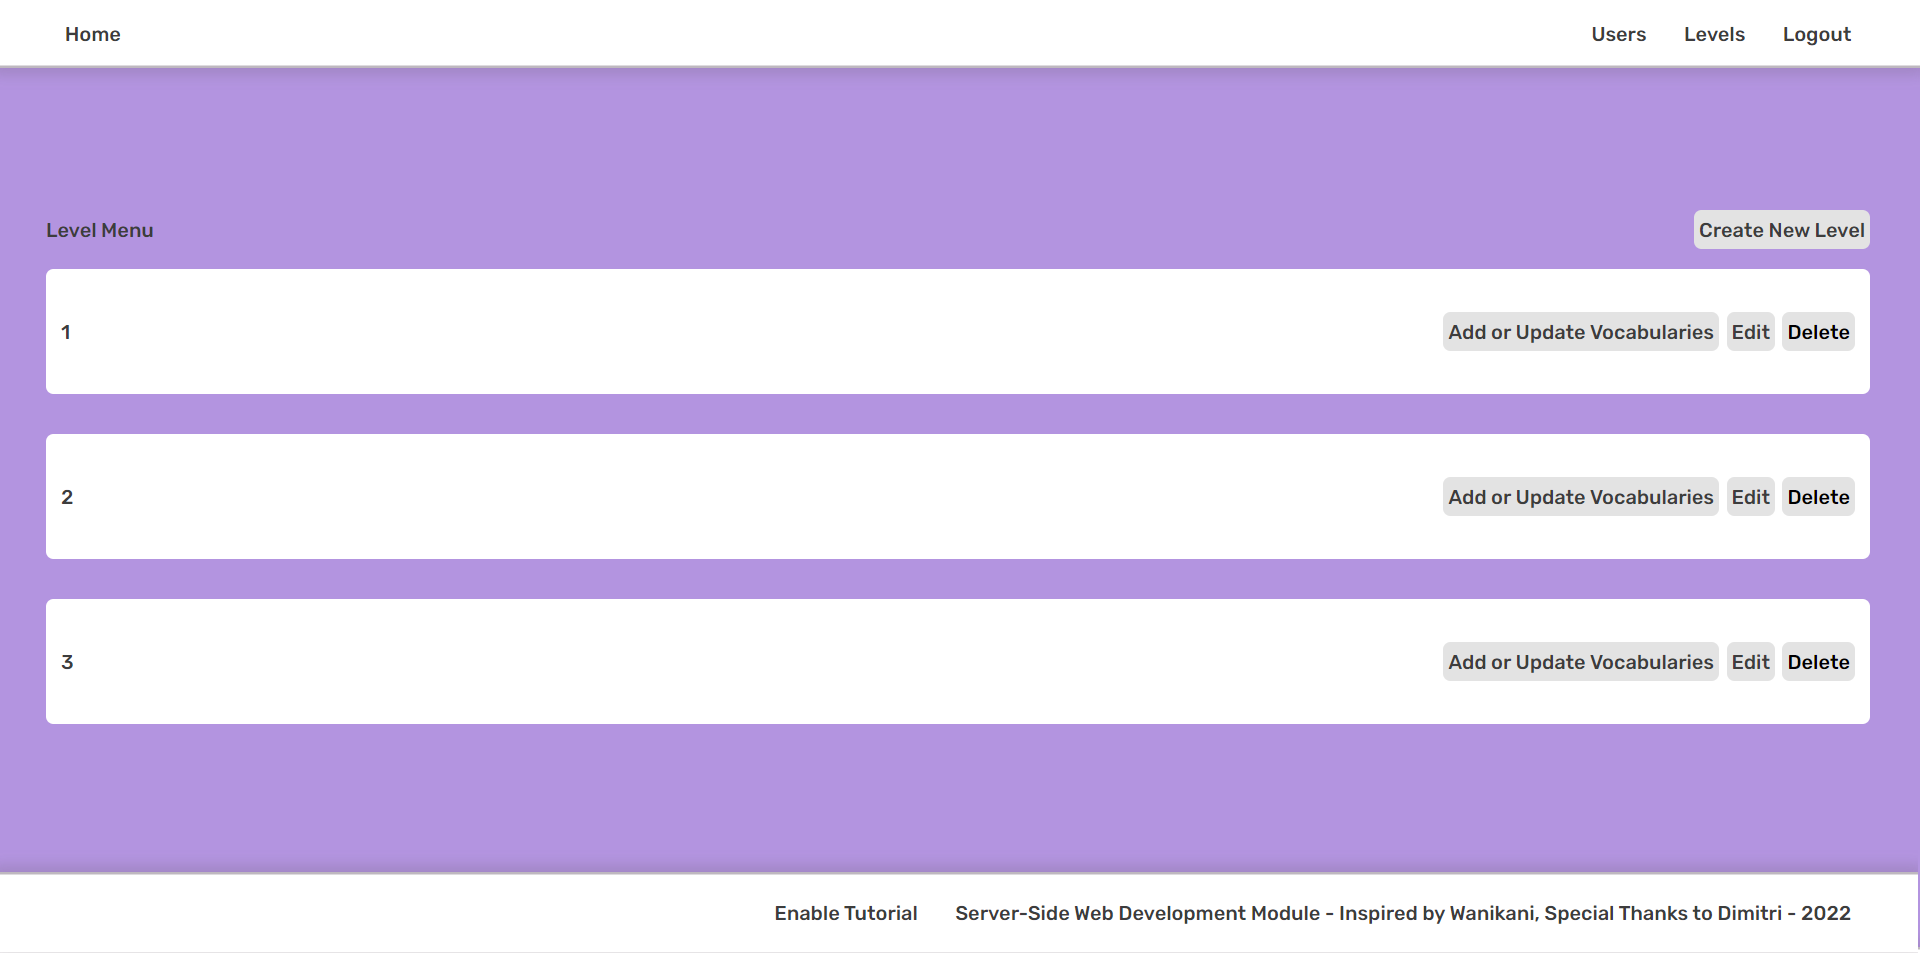 Home Users Levels Logout
Level Menu Create New Level
1 Add or Update Vocabularies Edit Delete
2 Add or Update Vocabularies Edit Delete
3 Add or Update Vocabularies Edit Delete
Enable Tutorial Server-Side Web Development Module - Inspired by Wanikani, Special Thanks to Dimitri - 2022